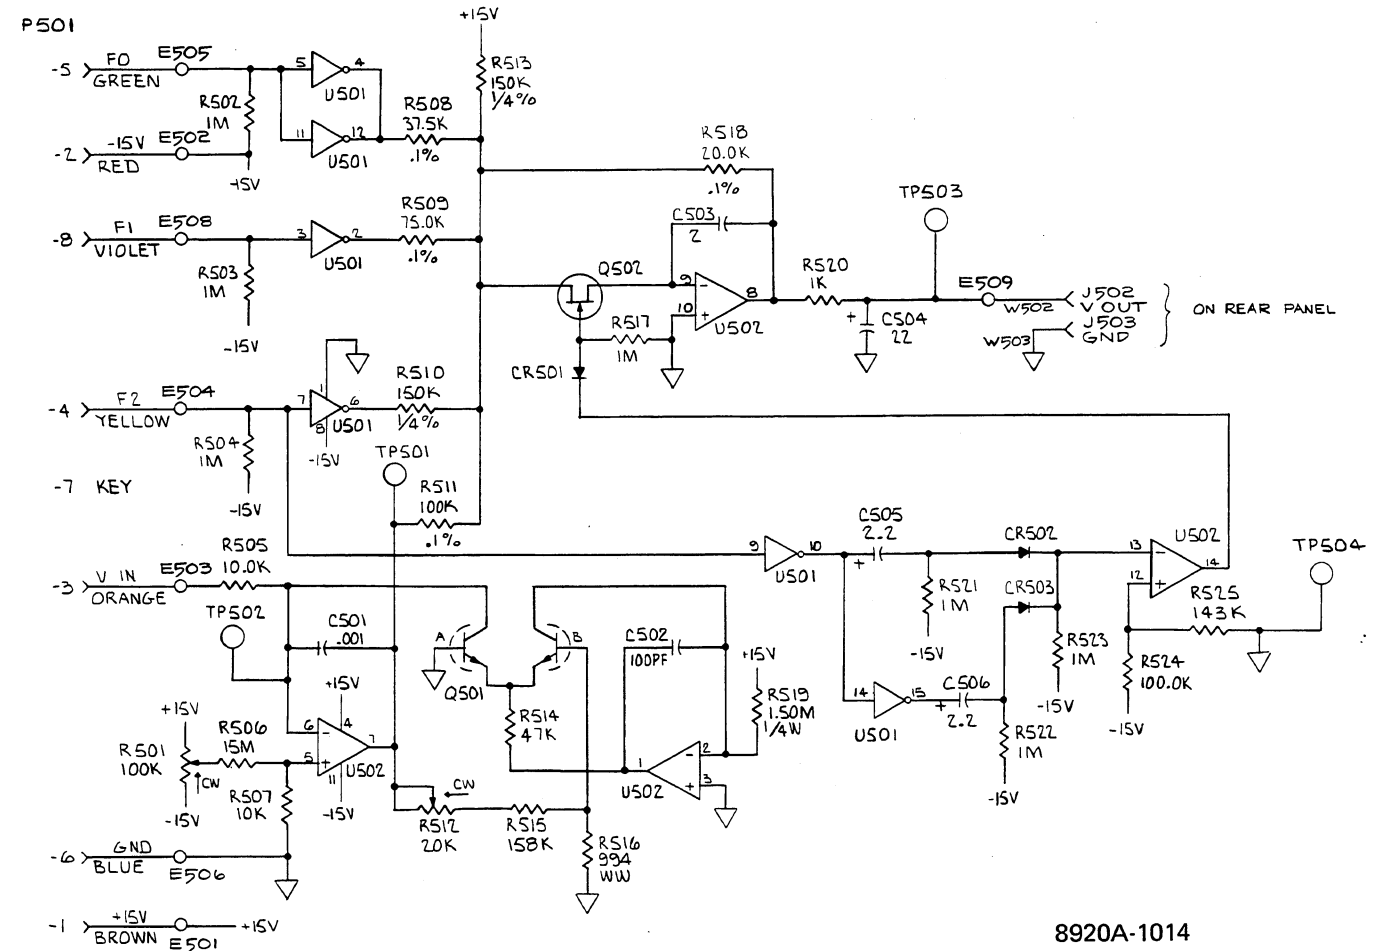 P501
+15V
-5 F0 GREEN E505
5 4 U501
R502 1M
11 12 U501
R508 37.5K .1%
R513 150K 1/4%
-2 -15V RED E502
-15V
R518 20.0K .1%
-8 F1 VIOLET E508
3 2 U501
R509 75.0K .1%
R503 1M
-15V
C503 2
TP503
Q502
9 - 10 + 8 U502
R520 1K
E509
W502 J502 V OUT
W503 J503 GND
ON REAR PANEL
+ C504 22
R517 1M
CR501
-4 F2 YELLOW E504
7 1 6 8 U501
-15V
R510 150K 1/4%
R504 1M
-15V
TP501
-7 KEY
R511 100K .1%
9 10 U501
C505 2.2 +
CR502
CR503
13 - 12 + 14 U502
TP504
R525 143K
R521 1M
-15V
R523 1M
-15V
R524 100.0K
-15V
14 15 U501
C506 + 2.2
R522 1M
-15V
-3 V IN ORANGE E503
R505 10.0K
TP502
C501 .001
A Q501 B
C502 100PF
+15V
R519 1.50M 1/4W
R514 47K
+15V
R501 100K CW
-15V
R506 15M
R507 10K
6 - 5 + 4 7 11 U502
+15V
-15V
CW
R512 20K
R515 158K
R516 994 WW
1 2 - 3 + U502
-6 GND BLUE E506
-1 +15V BROWN E501 +15V
8920A-1014